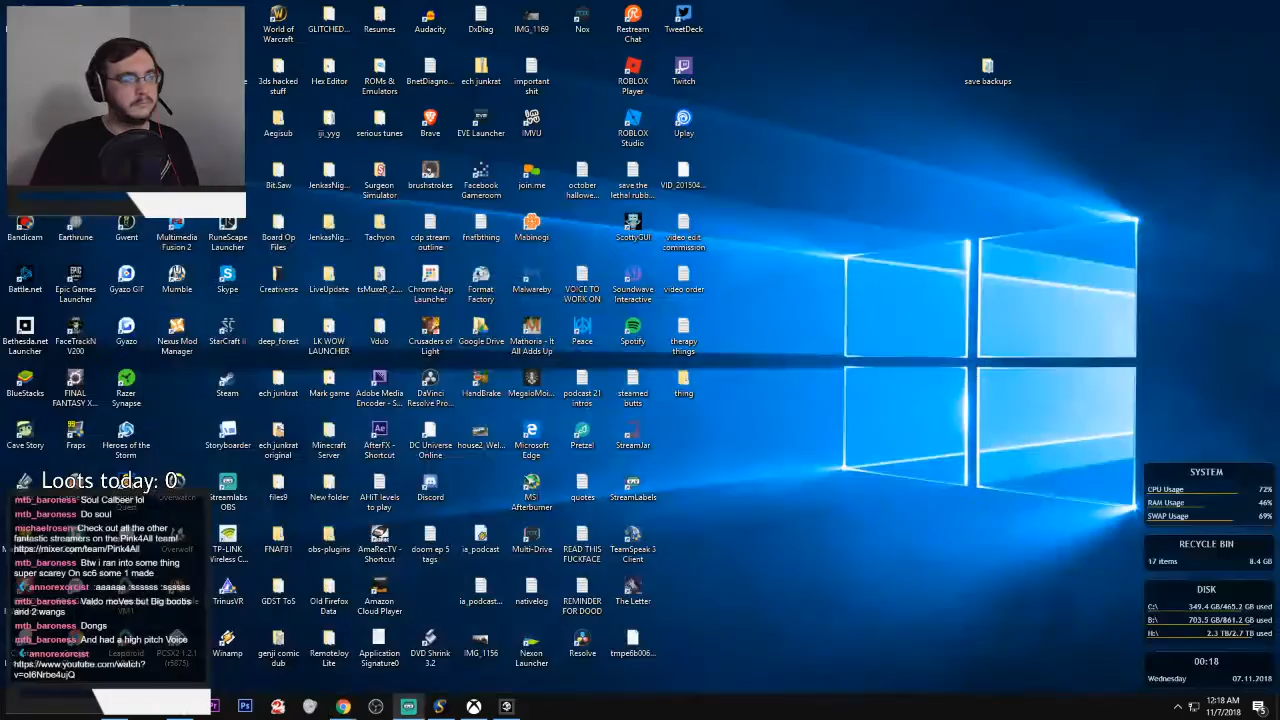 World of Warcraft
GLITCHED...
Resumes
Audacity
DxDiag
IMG_1169
Nox
Restream Chat
TweetDeck
3ds hacked stuff
Hex Editor
ROMs & Emulators
BnetDiagno...
ech junkrat
important shit
ROBLOX Player
Twitch
save backups
Aegisub
iji_yyg
serious tunes
Brave
EVE Launcher
IMVU
ROBLOX Studio
Uplay
Bit.Saw
JenkasNig...
Surgeon Simulator
brushstrokes
Facebook Gameroom
join.me
october hallowe...
save the lethal rubb...
VID_201504...
Bandicam
Earthrune
Gwent
Multimedia Fusion 2
RuneScape Launcher
Board Op Files
JenkasNig...
Tachyon
cdp stream outline
fnafbthing
Mabinogi
ScottyGUI
video edit commission
Battle.net
Epic Games Launcher
Gyazo GIF
Mumble
Skype
Creativerse
LiveUpdate
tsMuxeR_2....
Chrome App Launcher
Format Factory
Malwareby...
VOICE TO WORK ON
Soundwave Interactive
video order
Bethesda.net Launcher
FaceTrackN V200
Gyazo
Nexus Mod Manager
StarCraft ii
deep_forest
LK WOW LAUNCHER
Vdub
Crusaders of Light
Google Drive
Mathoria - It All Adds Up
Peace
Spotify
therapy things
BlueStacks
FINAL FANTASY X...
Razer Synapse
Steam
ech junkrat
Mark game
Adobe Media Encoder - S...
DaVinci Resolve Pro...
HandBrake
MegaloMoi...
podcast 21 intros
steamed butts
thing
Cave Story
Fraps
Heroes of the Storm
Storyboarder
ech junkrat original
Minecraft Server
AfterFX - Shortcut
DC Universe Online
house2_Wel...
Microsoft Edge
Pretzel
StreamJar
Loots today: 0
Overwatch
Streamlabs OBS
files9
New folder
AHiT levels to play
Discord
MSI Afterburner
quotes
StreamLabels
Overwolf
TP-LINK Wireless C...
FNAFB1
obs-plugins
AmaRecTV - Shortcut
doom ep 5 tags
ia_podcast
Multi-Drive
READ THIS FUCKFACE
TeamSpeak 3 Client
TrinusVR
GDST ToS
Old Firefox Data
Amazon Cloud Player
ia_podcast...
nativelog
REMINDER FOR DOOD
The Letter
PCSX2 1.2.1 (r5875)
Winamp
genji comic dub
RemoteJoy Lite
Application Signature0
DVD Shrink 3.2
IMG_1156
Nexon Launcher
Resolve
tmpe6b006...
mtb_baroness Soul Calbeer lol
mtb_baroness Do soul
michaelrosen Check out all the other
fantastic streamers on the Pink4All team!
https://mixer.com/team/Pink4All
mtb_baroness Btw i ran into some thing
super scarey On sc6 some 1 made
annorexorcist :aaaaaa :ssssss :ssssss
mtb_baroness Valdo moVes but Big boobs
and 2 wangs
mtb_baroness Dongs
mtb_baroness And had a high pitch Voice
annorexorcist
https://www.youtube.com/watch?
v=oI6Nrbe4ujQ
SYSTEM
CPU Usage 72%
RAM Usage 46%
SWAP Usage 69%
RECYCLE BIN
17 items 8.4 GB
DISK
C:\ 349.4 GB/465.2 GB used
B:\ 703.5 GB/861.2 GB used
H:\ 2.3 TB/2.7 TB used
00:18
Wednesday 07.11.2018
12:18 AM
11/7/2018